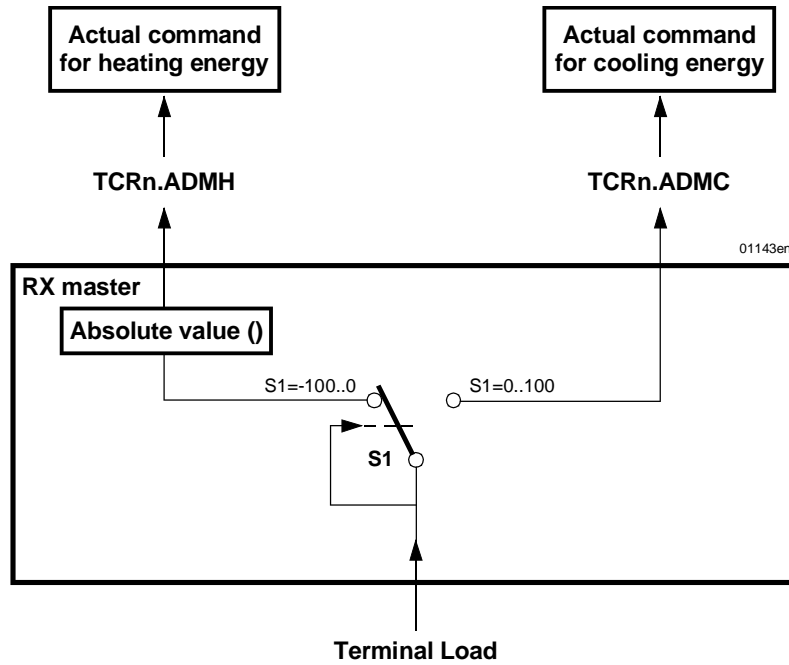 Actual command
for heating energy
Actual command
for cooling energy
TCRn.ADMH
TCRn.ADMC
01143en
RX master
Absolute value ()
S1=-100..0
S1=0..100
S1
Terminal Load